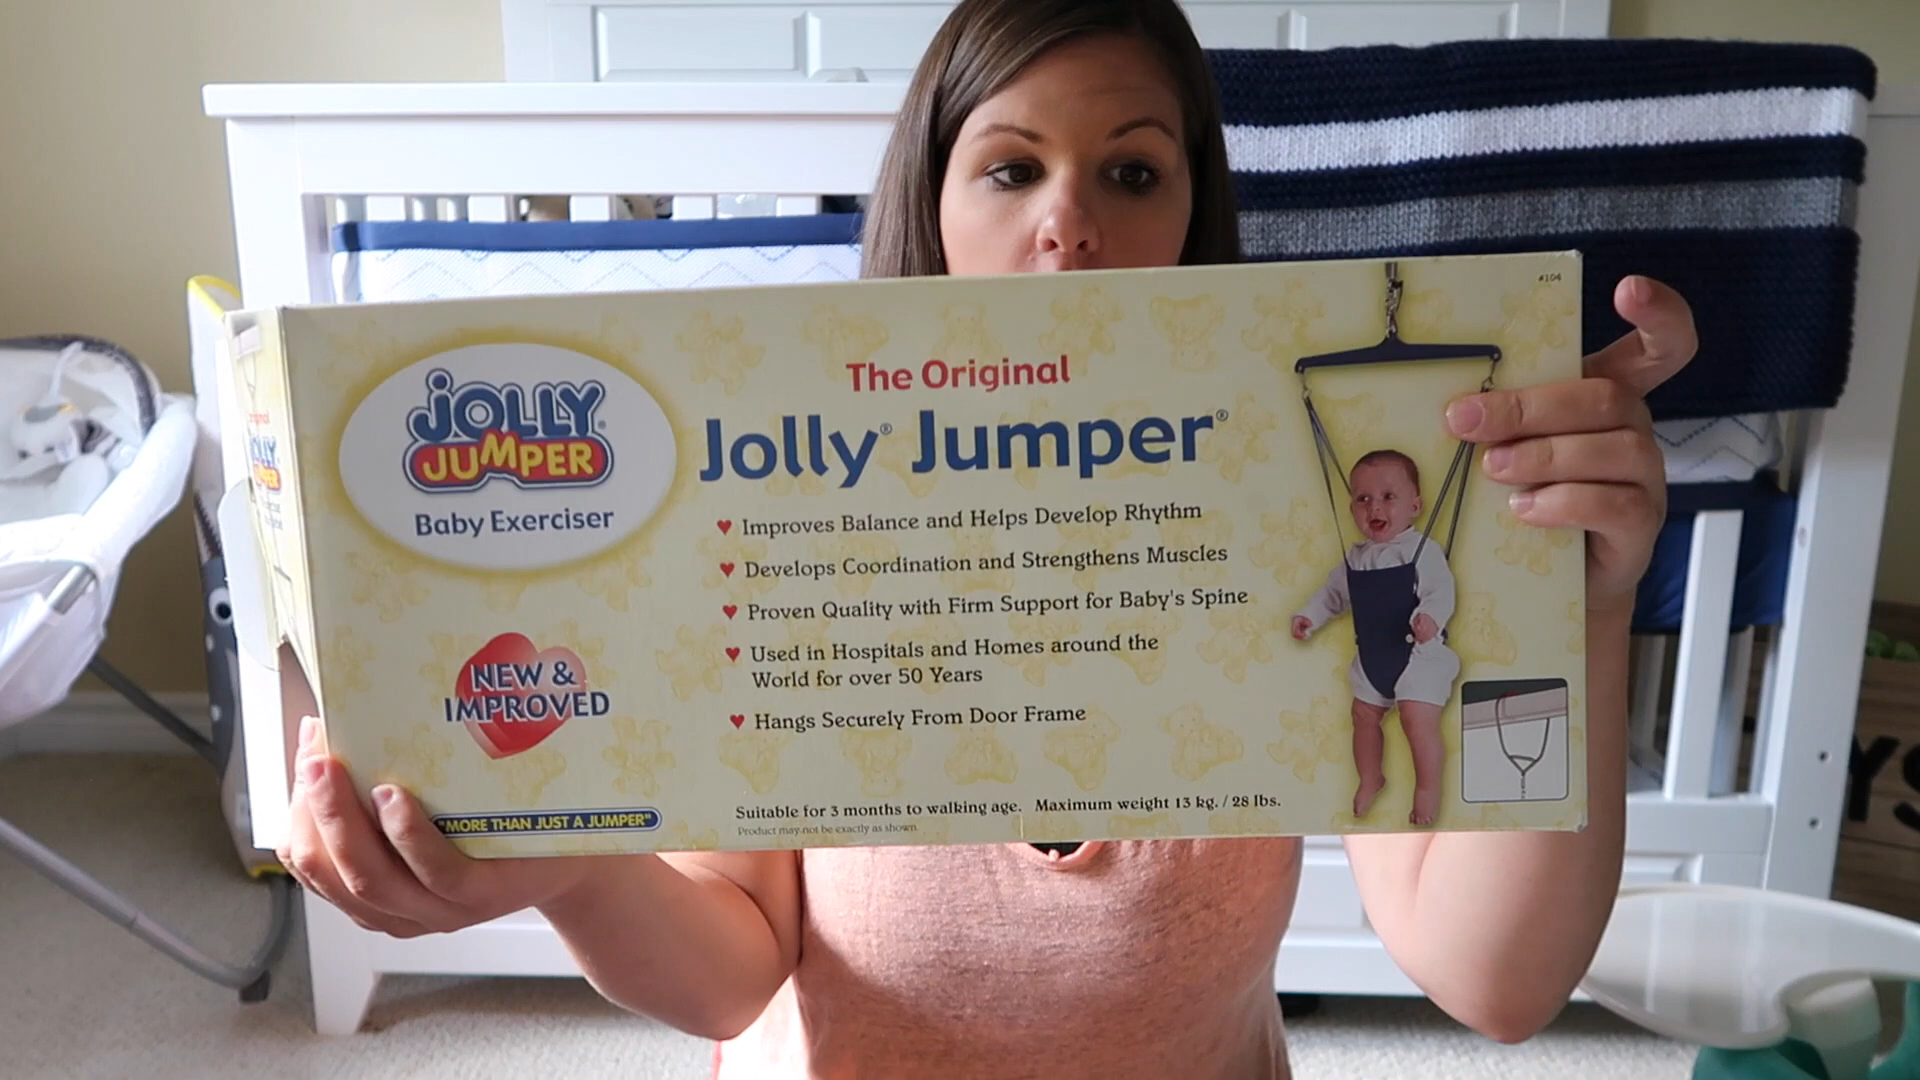 #104
JOLLY
JUMPER
Baby Exerciser
The Original
Jolly® Jumper®
♥ Improves Balance and Helps Develop Rhythm
♥ Develops Coordination and Strengthens Muscles
♥ Proven Quality with Firm Support for Baby's Spine
♥ Used in Hospitals and Homes around the
World for over 50 Years
♥ Hangs Securely From Door Frame
NEW &
IMPROVED
"MORE THAN JUST A JUMPER"
Suitable for 3 months to walking age. Maximum weight 13 kg. / 28 lbs.
Product may not be exactly as shown.